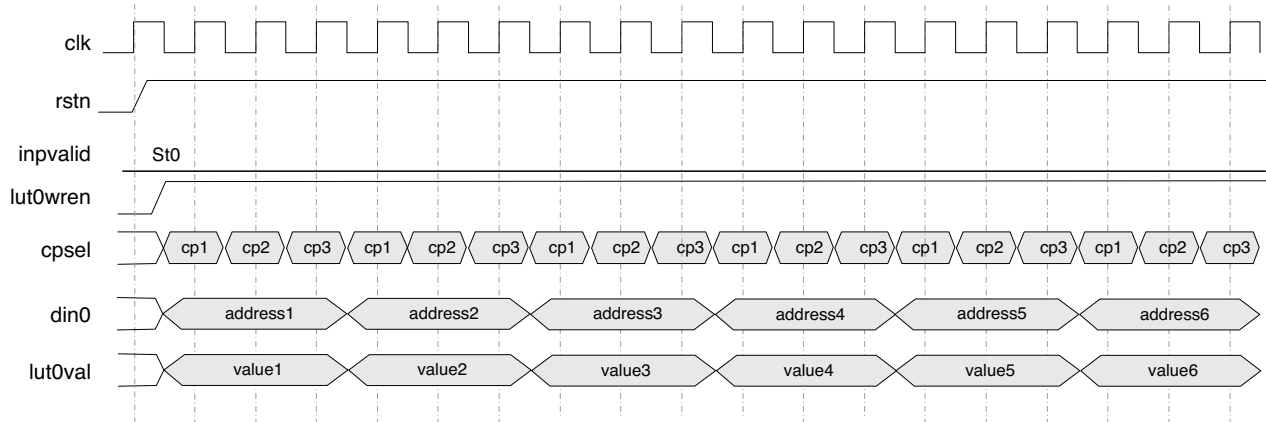 clk
rstn
inpvalid St0
lut0wren
cpsel cp1 cp2 cp3 cp1 cp2 cp3 cp1 cp2 cp3 cp1 cp2 cp3 cp1 cp2 cp3 cp1 cp2 cp3
din0 address1 address2 address3 address4 address5 address6
lut0val value1 value2 value3 value4 value5 value6